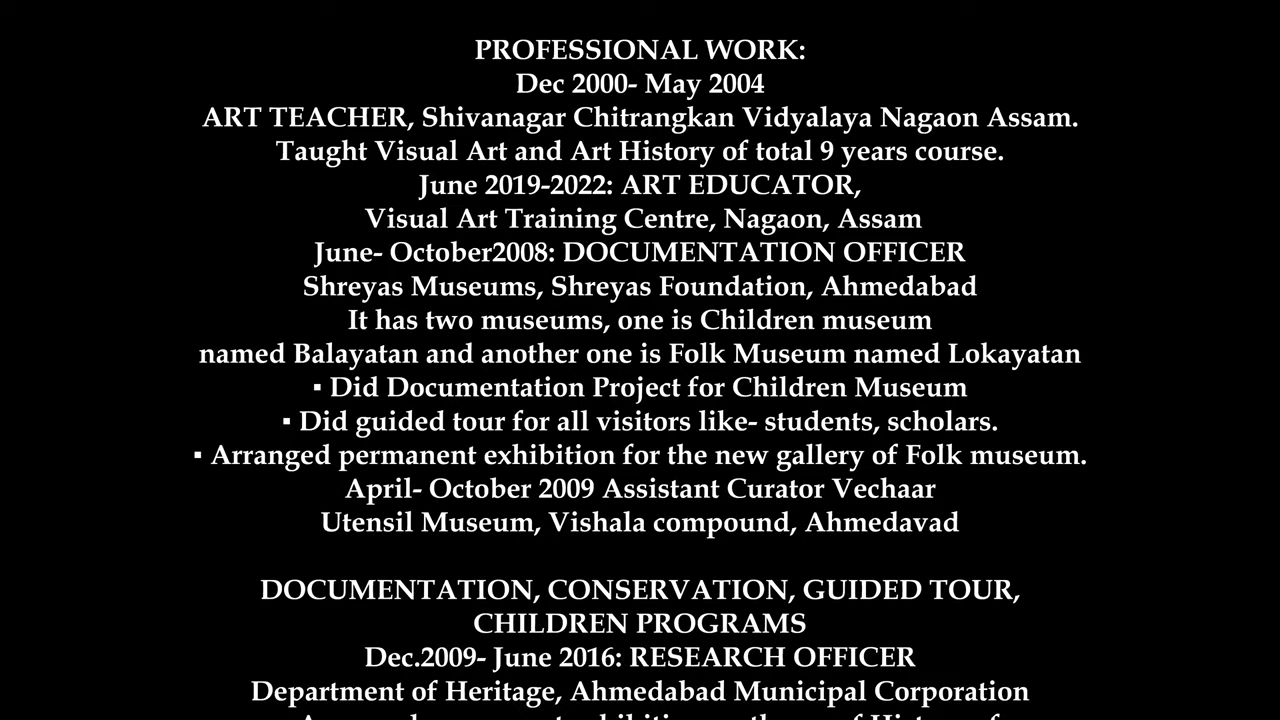 PROFESSIONAL WORK:
Dec 2000- May 2004
ART TEACHER, Shivanagar Chitrangkan Vidyalaya Nagaon Assam.
Taught Visual Art and Art History of total 9 years course.
June 2019-2022: ART EDUCATOR,
Visual Art Training Centre, Nagaon, Assam
June- October2008: DOCUMENTATION OFFICER
Shreyas Museums, Shreyas Foundation, Ahmedabad
It has two museums, one is Children museum
named Balayatan and another one is Folk Museum named Lokayatan
▪ Did Documentation Project for Children Museum
▪ Did guided tour for all visitors like- students, scholars.
▪ Arranged permanent exhibition for the new gallery of Folk museum.
April- October 2009 Assistant Curator Vechaar
Utensil Museum, Vishala compound, Ahmedavad
DOCUMENTATION, CONSERVATION, GUIDED TOUR,
CHILDREN PROGRAMS
Dec.2009- June 2016: RESEARCH OFFICER
Department of Heritage, Ahmedabad Municipal Corporation